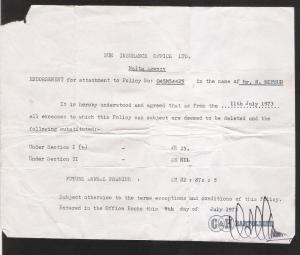 SUN INSURANCE OFFICE LTD.
Malta Agency
ENDORSEMENT for attachment to Policy No: in the name of Mr.
It is hereby understood and agreed that as from the 11th July 1973
all excesses to which this Policy was subject are deemed to be deleted and the
following substituted:-
Under Section I (b) £M 25.
Under Section II £M NIL
FUTURE ANNUAL PREMIUM £M
Subject otherwise to the terms exceptions and conditions of this Policy.
Entered in the Office Books this 9th day of July